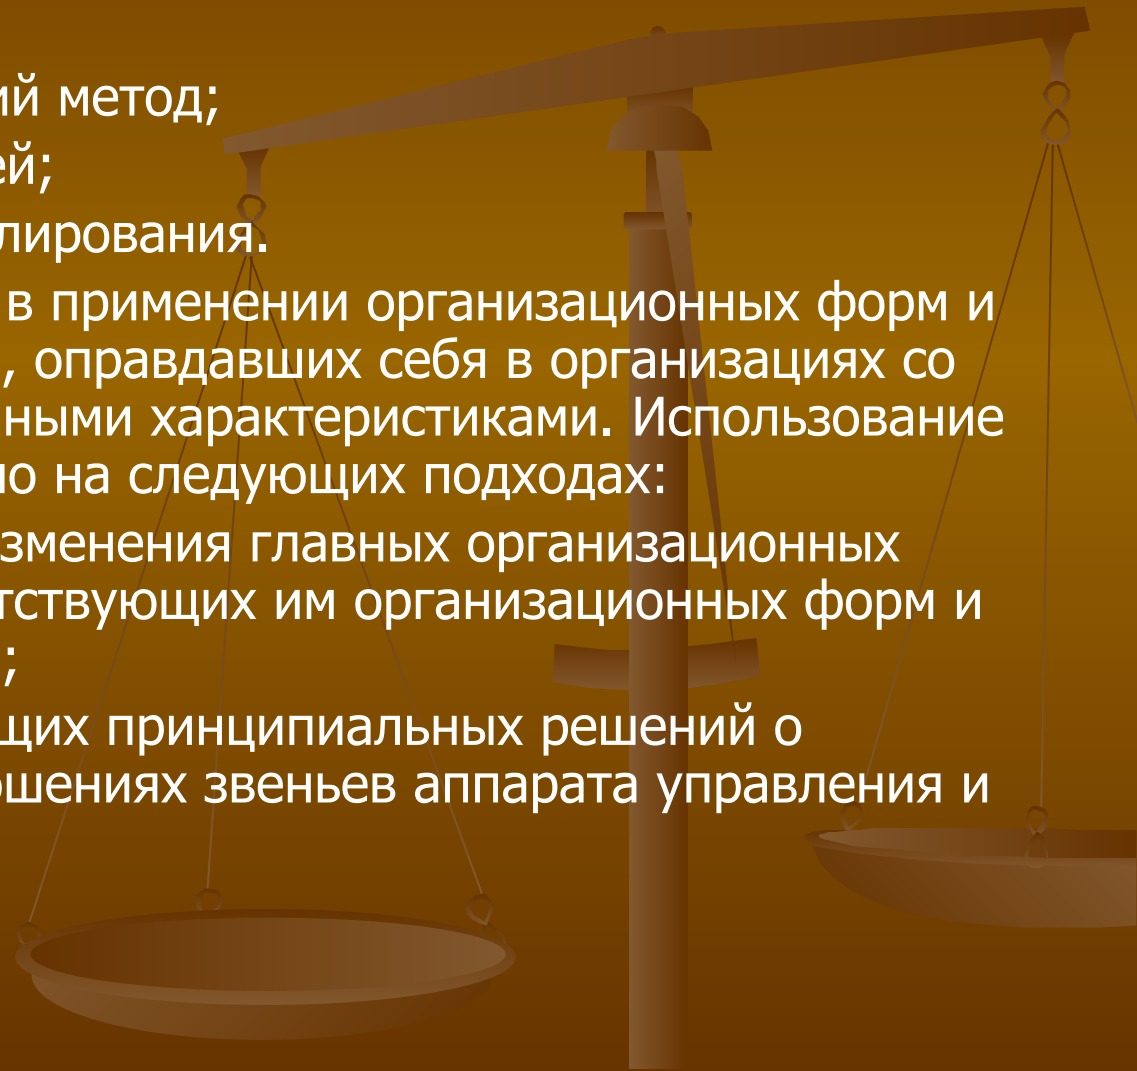 ий метод;
ей;
лирования.
в применении организационных форм и
, оправдавших себя в организациях со
ными характеристиками. Использование
но на следующих подходах:
зменения главных организационных
тствующих им организационных форм и
;
щих принципиальных решений о
ошениях звеньев аппарата управления и